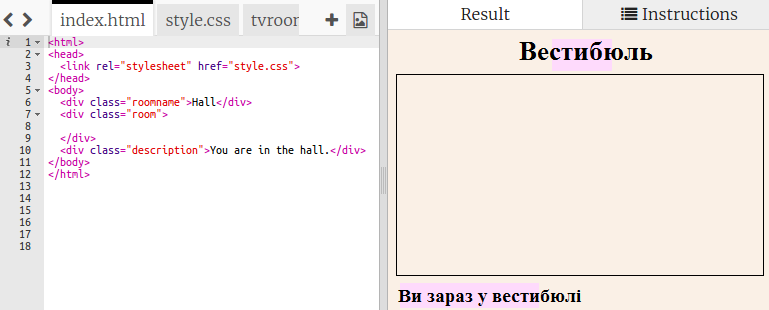 index.html style.css tvroor
Result Instructions
1 <html>
2 <head>
3 <link rel="stylesheet" href="style.css">
4 </head>
5 <body>
6 <div class="roomname">Hall</div>
7 <div class="room">
8
9 </div>
10 <div class="description">You are in the hall.</div>
11 </body>
12 </html>
13
14
15
16
17
18
Вестибюль
Ви зараз у вестибюлі